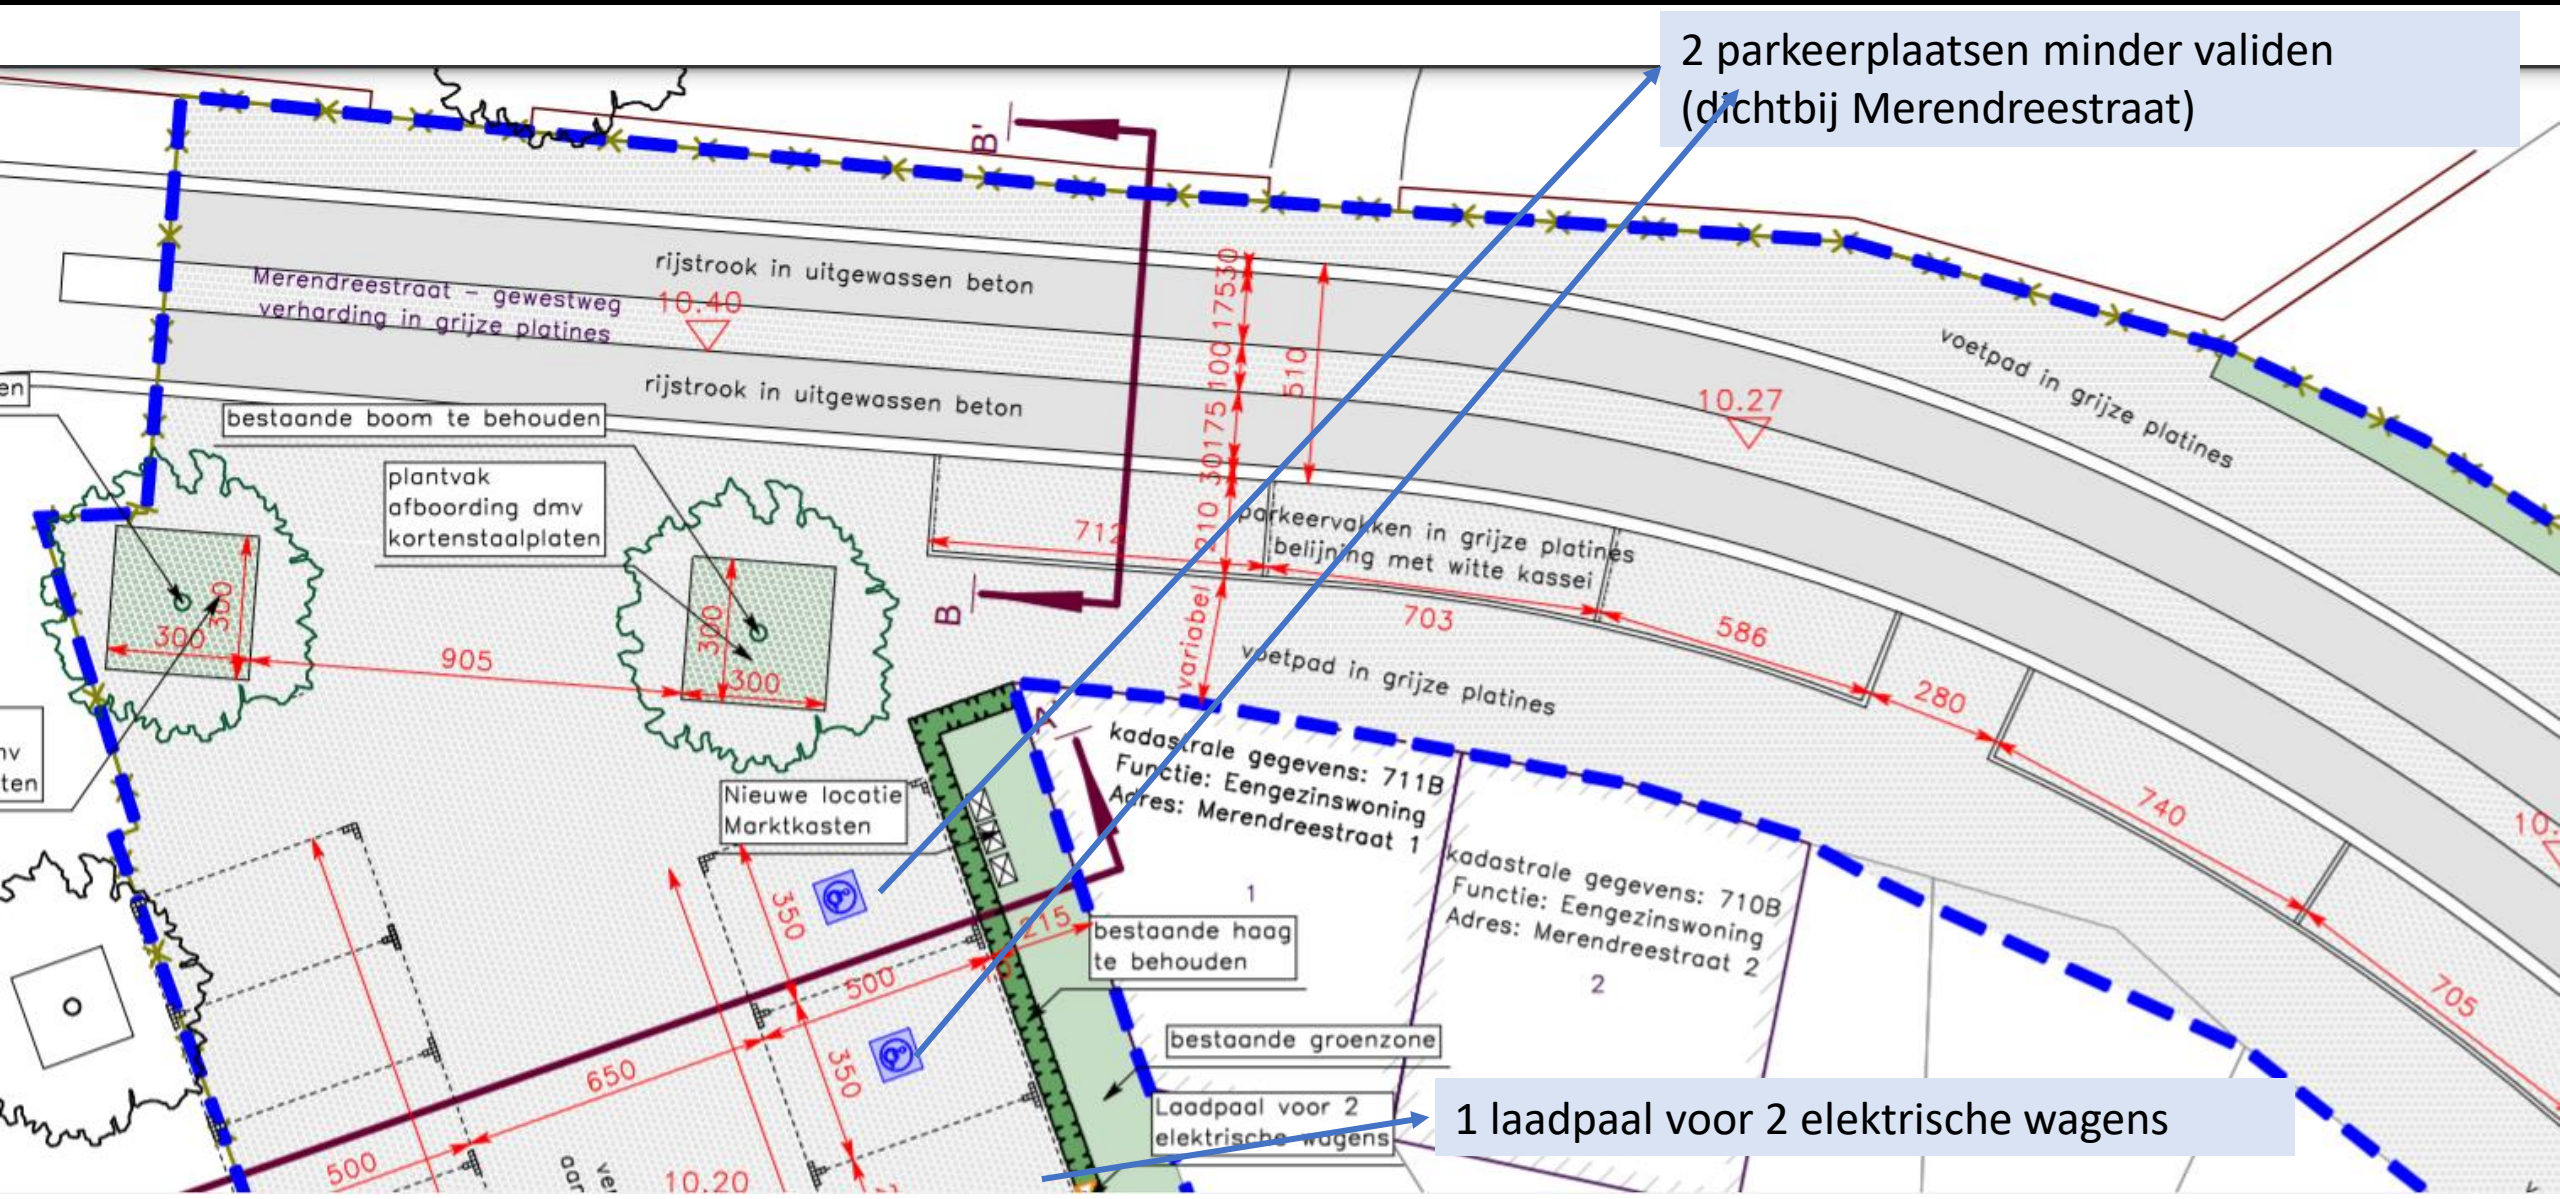 2 parkeerplaatsen minder validen
(dichtbij Merendreestraat)
B'
rijstrook in uitgewassen beton
Merendreestraat - gewestweg
verharding in grijze platines
10.40
rijstrook in uitgewassen beton
30
175
100
175
30
210
510
variabel
10.27
voetpad in grijze platines
en
bestaande boom te behouden
plantvak
afboording dmv
kortenstaalplaten
712
parkeervakken in grijze platines
belijning met witte kassei
B
703
586
280
740
705
300
300
905
300
300
voetpad in grijze platines
ten
A'
kadastrale gegevens: 711B
Functie: Eengezinswoning
Adres: Merendreestraat 1
1
kadastrale gegevens: 710B
Functie: Eengezinswoning
Adres: Merendreestraat 2
2
Nieuwe locatie
Marktkasten
350
215
500
bestaande haag
te behouden
350
650
bestaande groenzone
Laadpaal voor 2
elektrische wagens
1 laadpaal voor 2 elektrische wagens
500
10.20